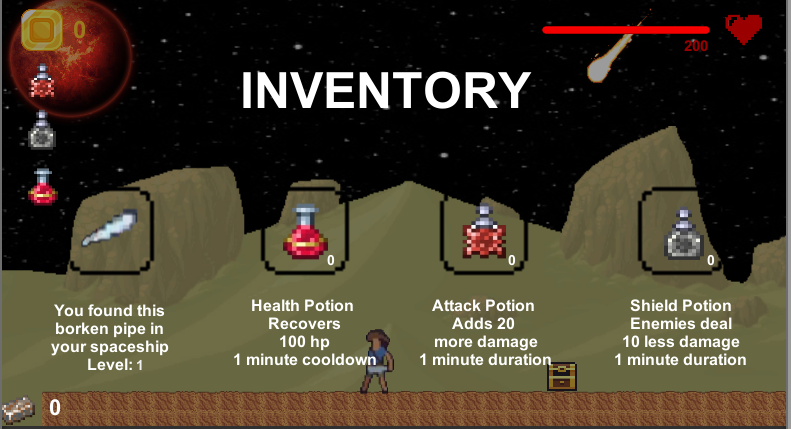 0
200
INVENTORY
0
0
0
You found this
borken pipe in
your spaceship
Level: 1
Health Potion
Recovers
100 hp
1 minute cooldown
Attack Potion
Adds 20
more damage
1 minute duration
Shield Potion
Enemies deal
10 less damage
1 minute duration
0